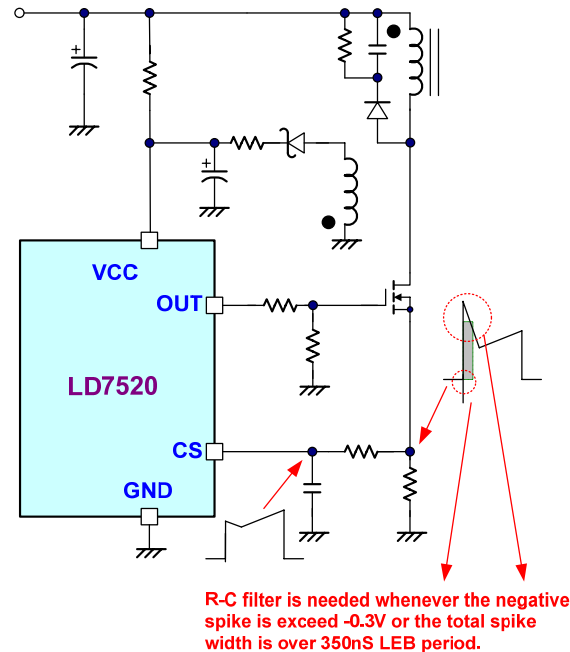 +
+
VCC
OUT
LD7520
CS
GND
R-C filter is needed whenever the negative
spike is exceed -0.3V or the total spike
width is over 350nS LEB period.